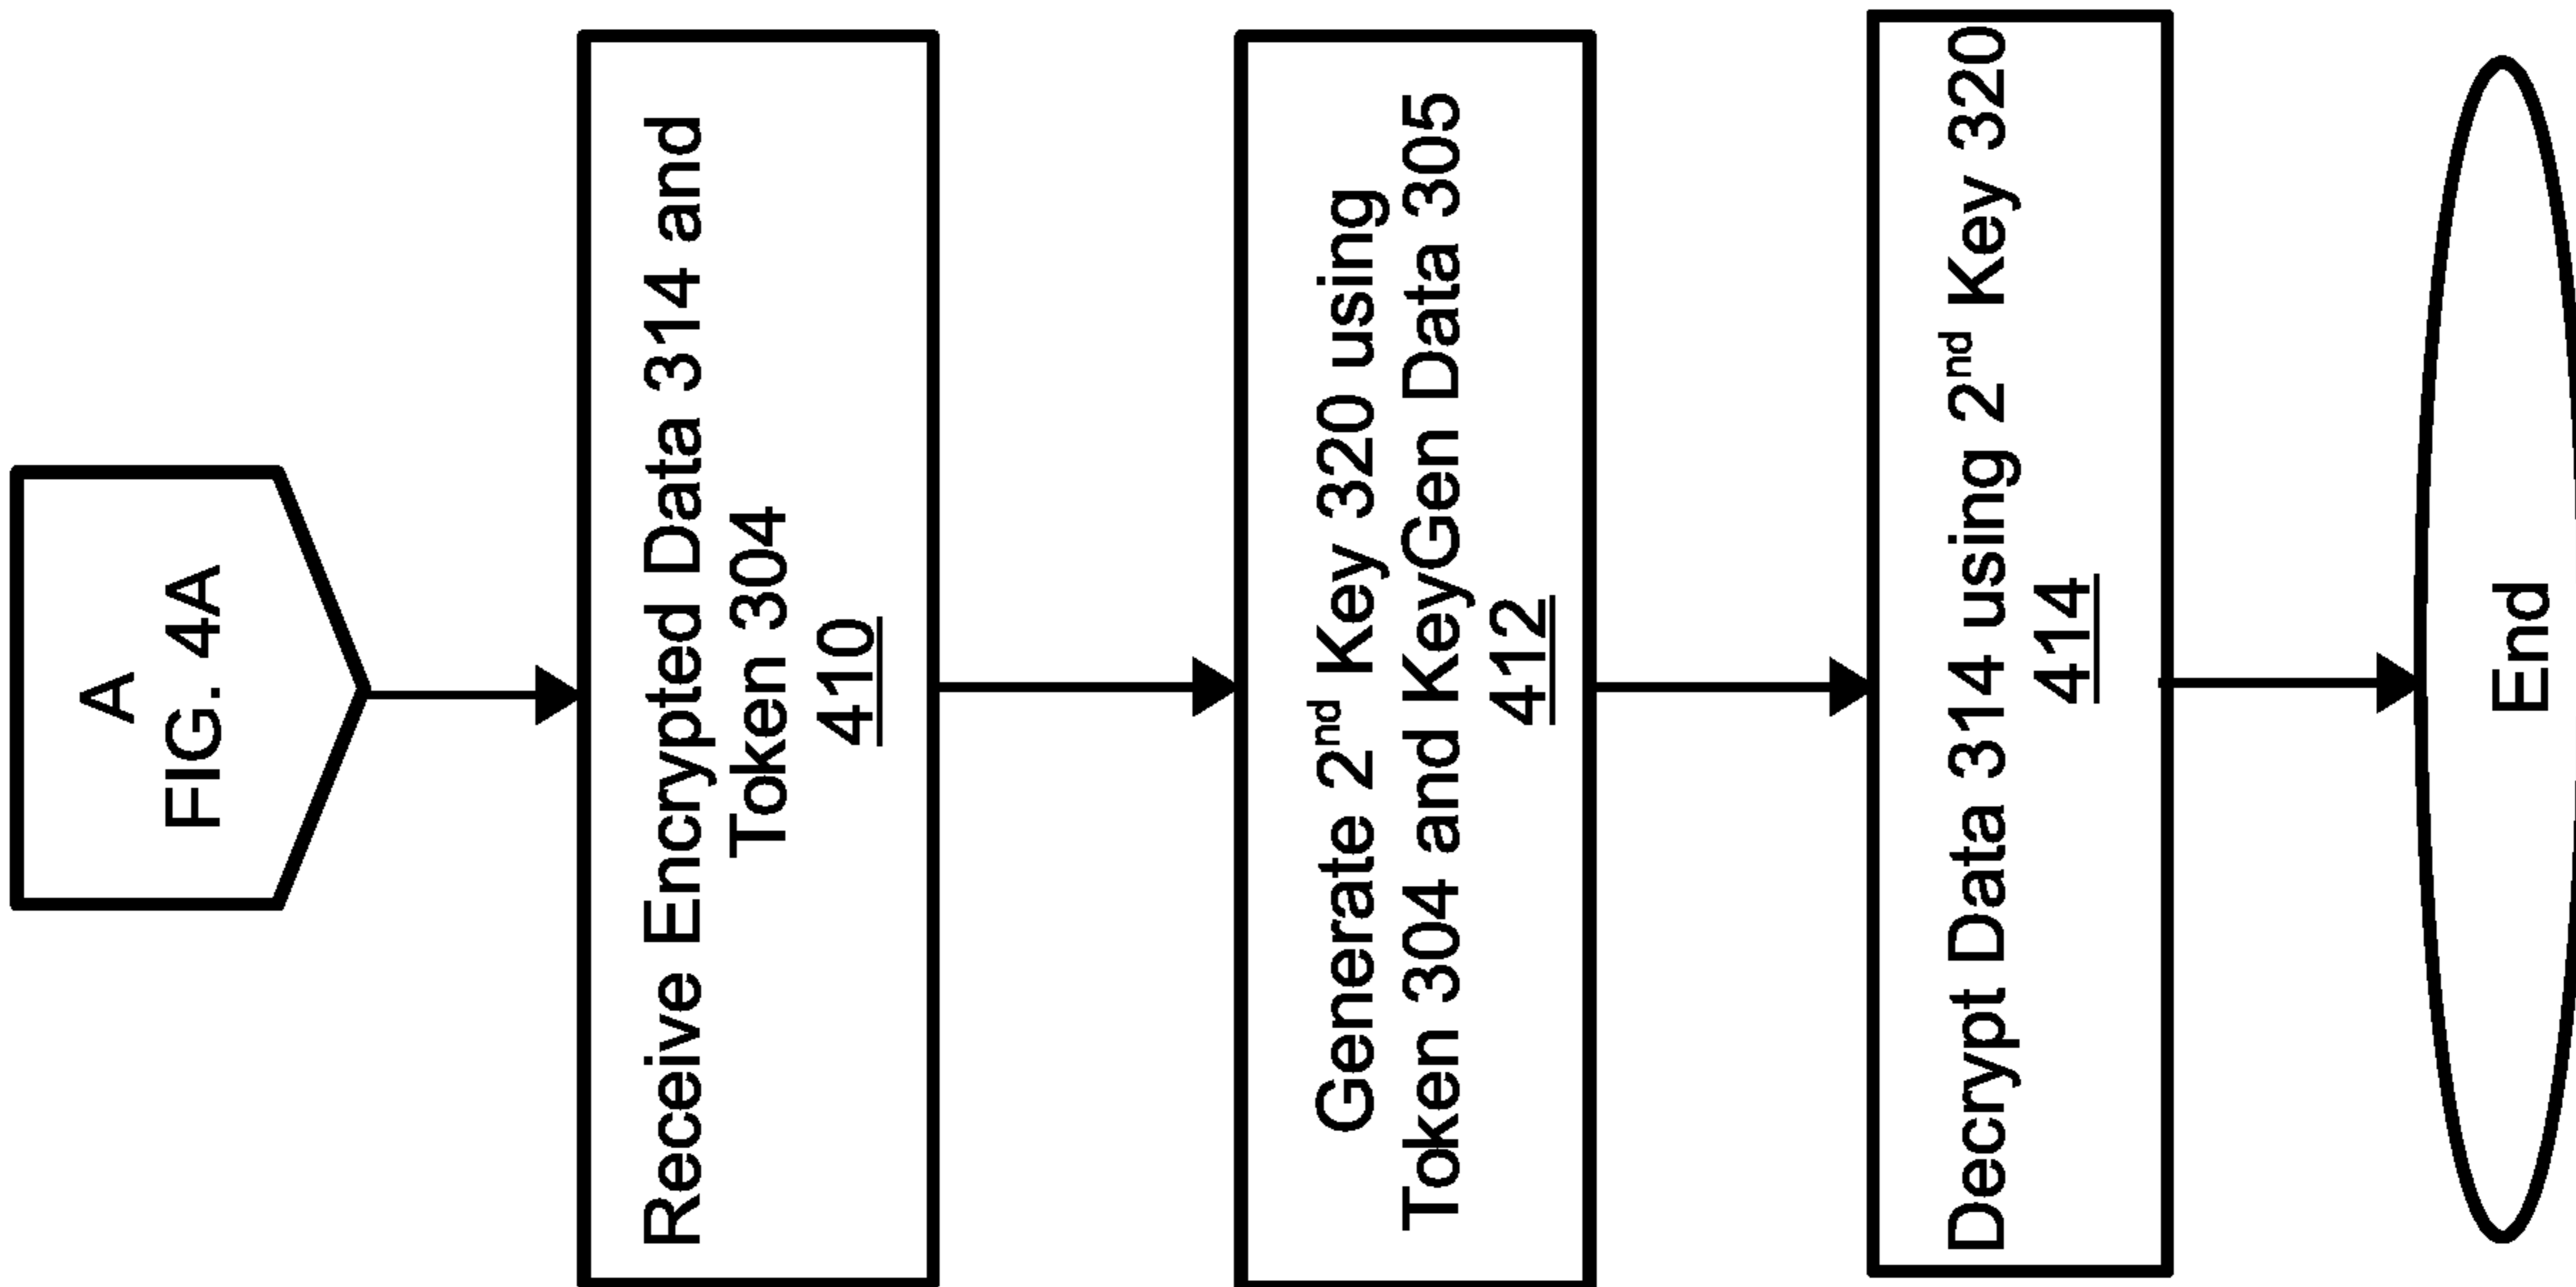 A
FIG. 4A
Receive Encrypted Data 314 and
Token 304
410
Generate 2nd Key 320 using
Token 304 and KeyGen Data 305
412
Decrypt Data 314 using 2nd Key 320
414
End